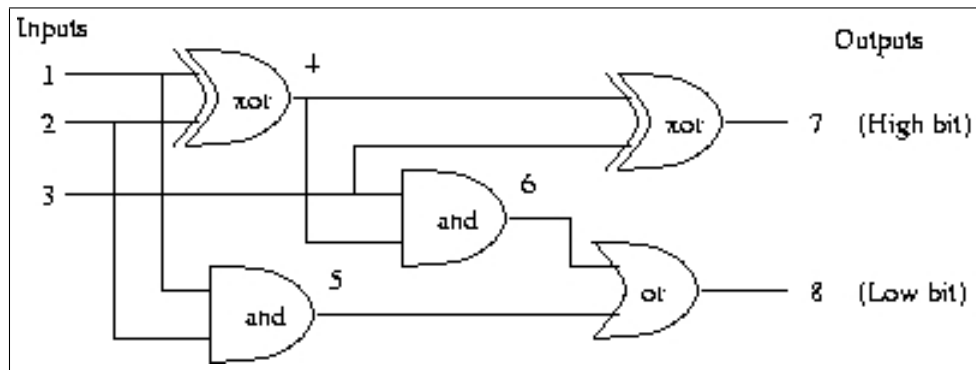 Inputs
Outputs
1
4
xor
xor
2
7 (High bit)
3
and
6
5
and
or
8 (Low bit)